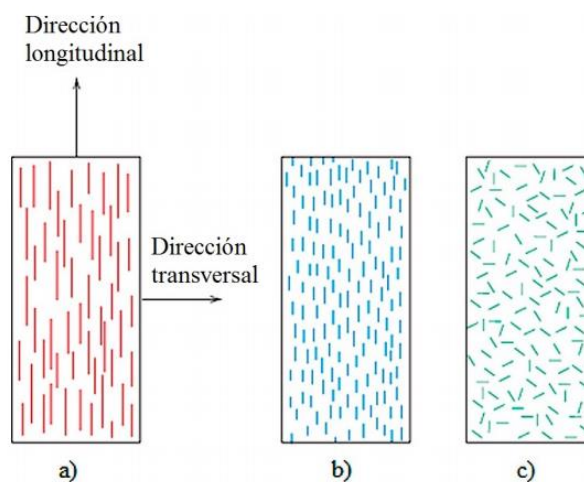 Dirección
longitudinal
Dirección
transversal
a)
b)
c)